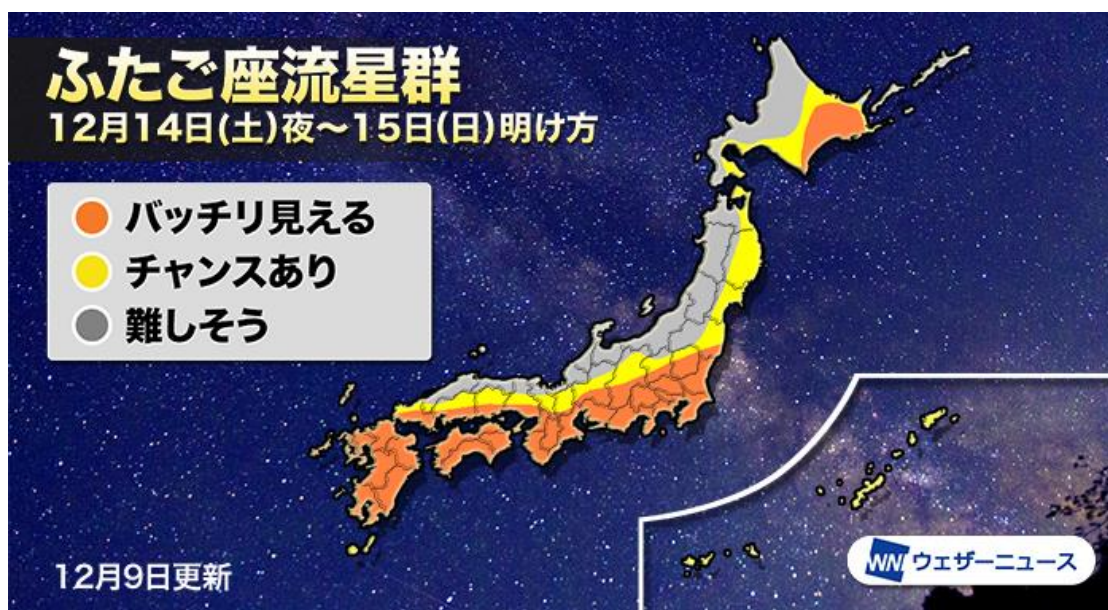 ふたご座流星群
12月14日(土)夜～15日(日)明け方
バッチリ見える
チャンスあり
難しそう
12月9日更新
WN ウェザーニュース